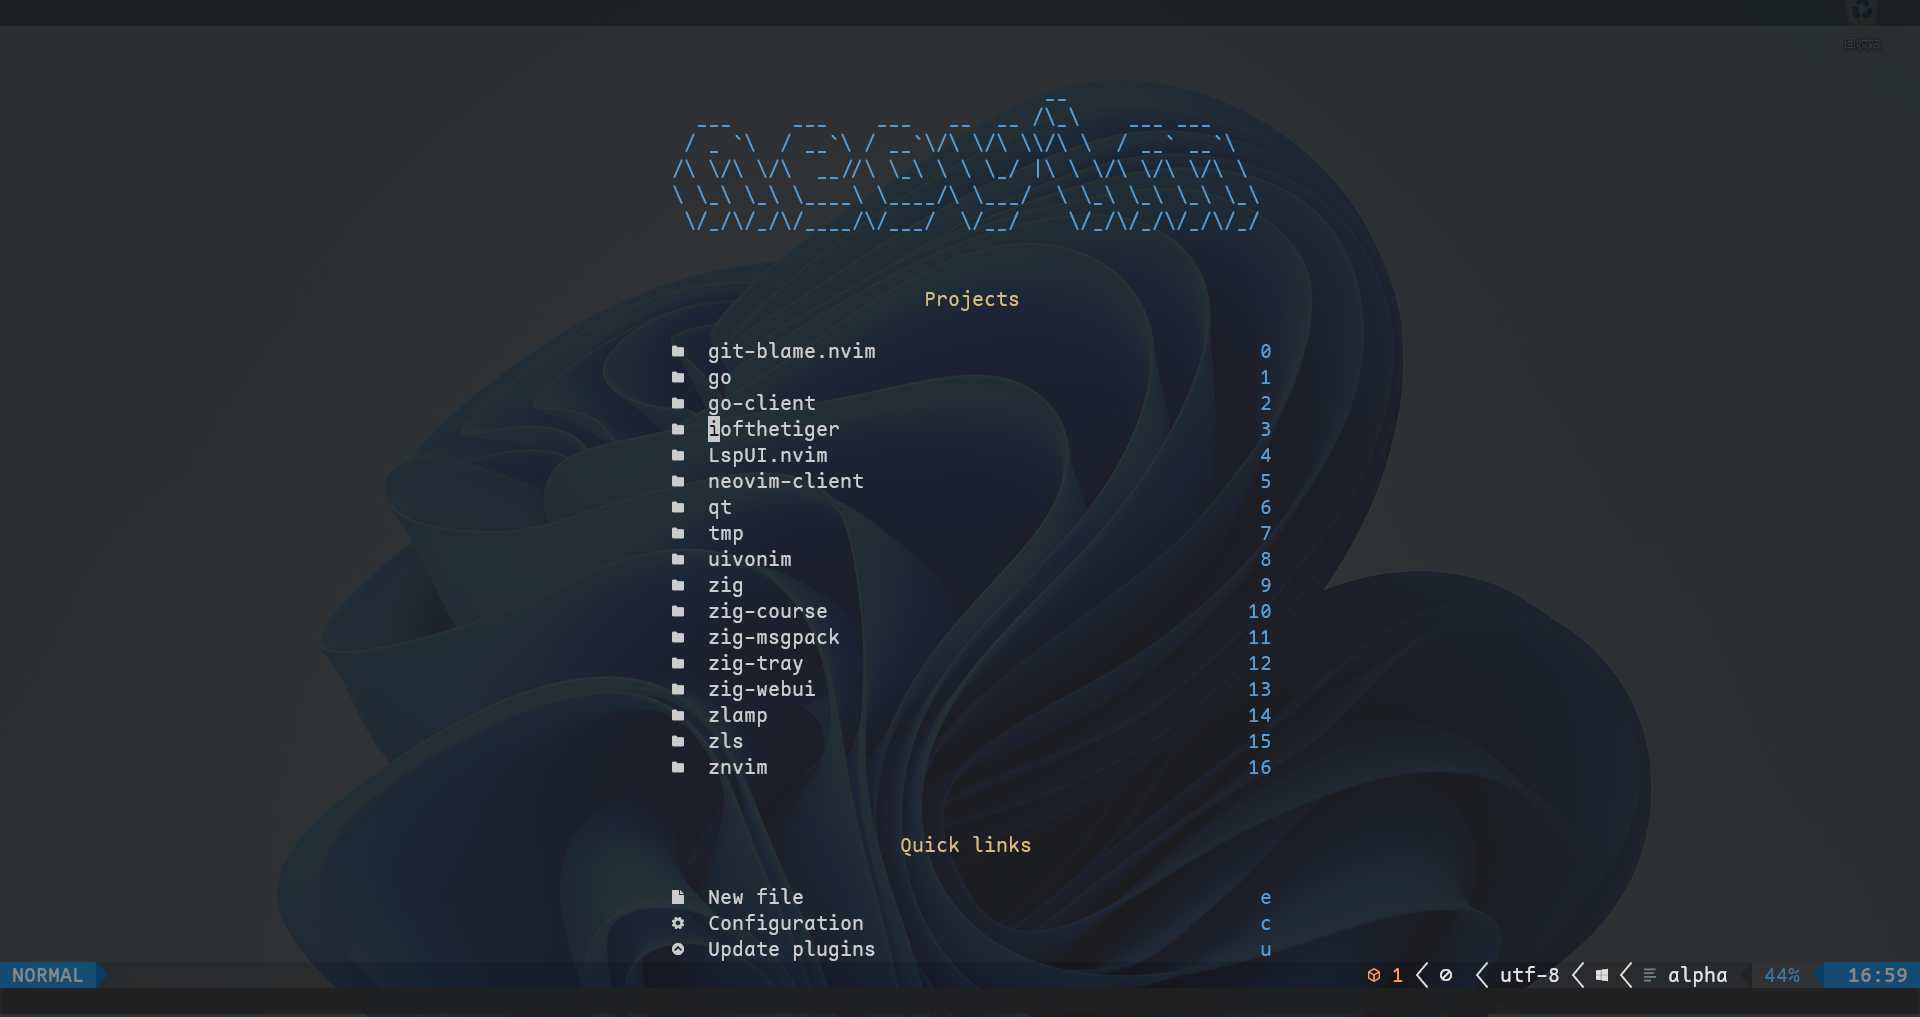 neovim
Projects
git-blame.nvim 0
go 1
go-client 2
iofthetiger 3
LspUI.nvim 4
neovim-client 5
qt 6
tmp 7
uivonim 8
zig 9
zig-course 10
zig-msgpack 11
zig-tray 12
zig-webui 13
zlamp 14
zls 15
znvim 16
Quick links
New file e
Configuration c
Update plugins u
NORMAL 1 utf-8 alpha 44% 16:59